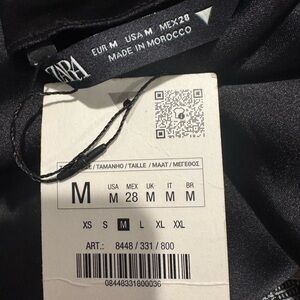 ZARA
EUR M USA M MEX 28
MADE IN MOROCCO
/TAMANHO / TAILLE / MAAT / ΜΕΓΕΘΟΣ
USA MEX UK IT BR
M M 28 M M M
XS S M L XL XXL
ART.: 8448 / 331 / 800
08448331800036